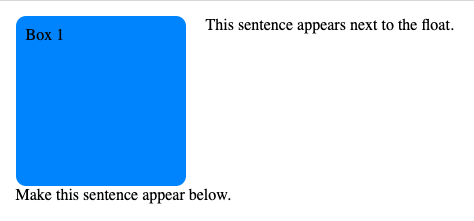 Box 1
This sentence appears next to the float.
Make this sentence appear below.